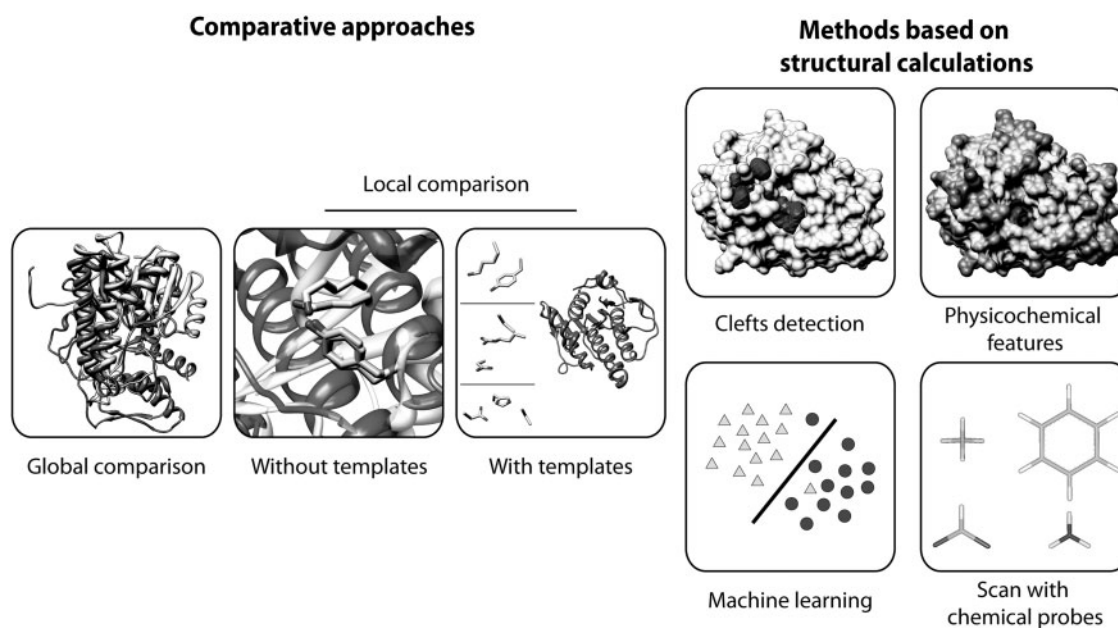 Comparative approaches
Methods based on
structural calculations
Local comparison
Global comparison
Without templates
With templates
Clefts detection
Physicochemical
features
Machine learning
Scan with
chemical probes